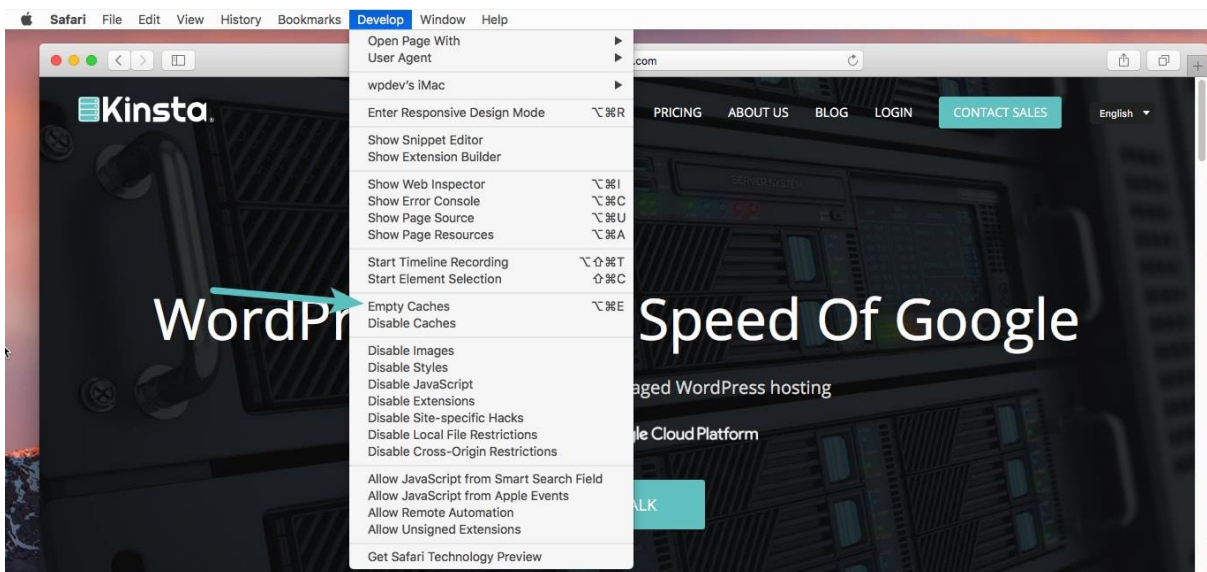 Safari File Edit View History Bookmarks Develop Window Help
Open Page With
User Agent
wpdev's iMac
Enter Responsive Design Mode ⌥⌘R
Show Snippet Editor
Show Extension Builder
Show Web Inspector ⌥⌘I
Show Error Console ⌥⌘C
Show Page Source ⌥⌘U
Show Page Resources ⌥⌘A
Start Timeline Recording ⌥⇧⌘T
Start Element Selection ⇧⌘C
Empty Caches ⌥⌘E
Disable Caches
Disable Images
Disable Styles
Disable JavaScript
Disable Extensions
Disable Site-specific Hacks
Disable Local File Restrictions
Disable Cross-Origin Restrictions
Allow JavaScript from Smart Search Field
Allow JavaScript from Apple Events
Allow Remote Automation
Allow Unsigned Extensions
Get Safari Technology Preview
.com
Kinsta PRICING ABOUT US BLOG LOGIN CONTACT SALES English
SERVER SYSTEM
WordPr Speed Of Google
aged WordPress hosting
le Cloud Platform
ALK